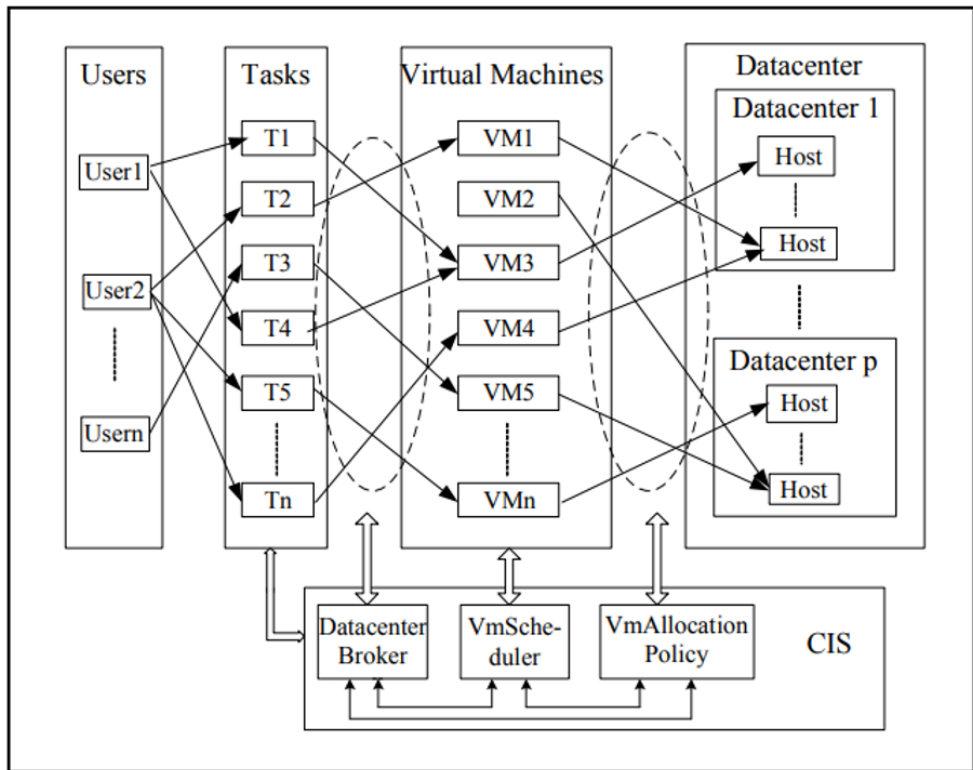 Users
User1
User2
Usern
Tasks
T1
T2
T3
T4
T5
Tn
Virtual Machines
VM1
VM2
VM3
VM4
VM5
VMn
Datacenter
Datacenter 1
Host
Host
Datacenter p
Host
Host
Datacenter
Broker
VmSche-
duler
VmAllocation
Policy
CIS